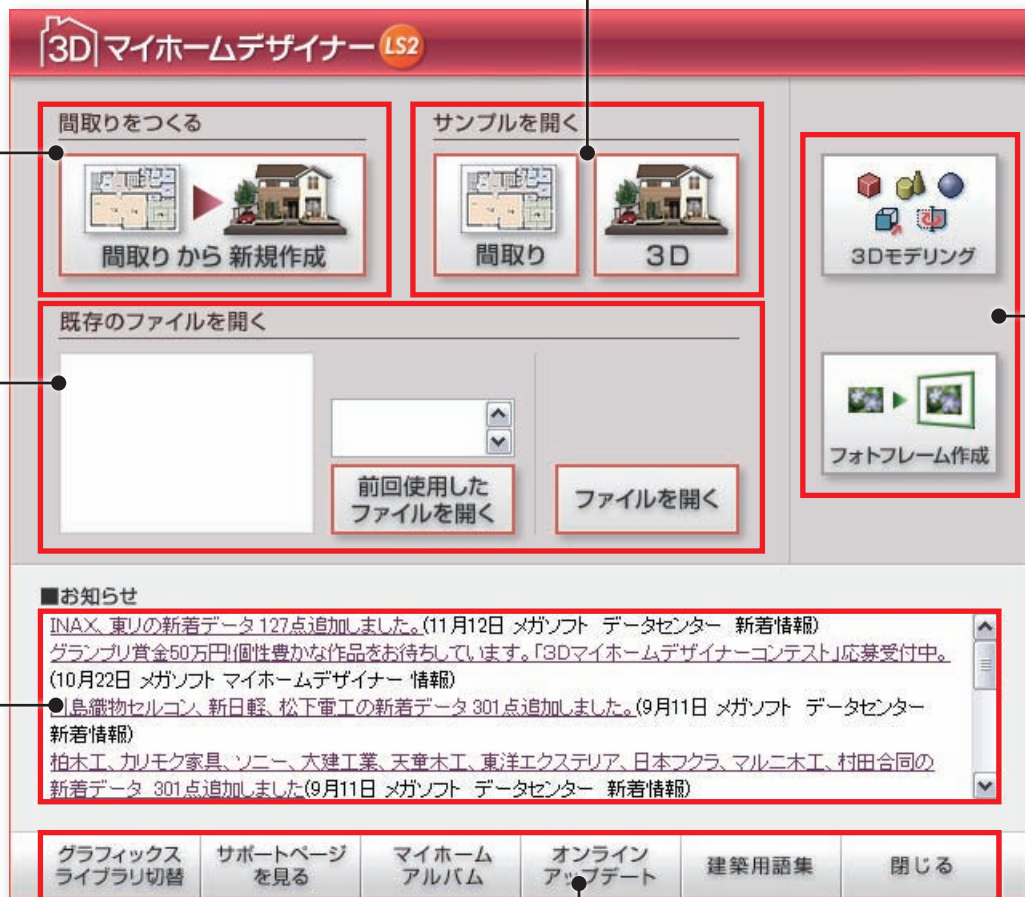 3D マイホームデザイナー LS2
間取りをつくる
間取り から 新規作成
サンプルを開く
間取り
3D
3Dモデリング
フォトフレーム作成
既存のファイルを開く
前回使用した
ファイルを開く
ファイルを開く
■お知らせ
INAX、東リの新着データ 127点追加しました。(11月12日 メガソフト データセンター 新着情報)
グランプリ賞金50万円!個性豊かな作品をお待ちしています。「3Dマイホームデザイナーコンテスト」応募受付中。
(10月22日 メガソフト マイホームデザイナー 情報)
島織物セルコン、新日軽、松下電工の新着データ 301点追加しました。(9月11日 メガソフト データセンター
新着情報)
柏木工、カリモク家具、ソニー、大建工業、天童木工、東洋エクステリア、日本フクラ、マルニ木工、村田合同の
新着データ 301点追加しました(9月11日 メガソフト データセンター 新着情報)
グラフィックス
ライブラリ切替
サポートページ
を見る
マイホーム
アルバム
オンライン
アップデート
建築用語集
閉じる